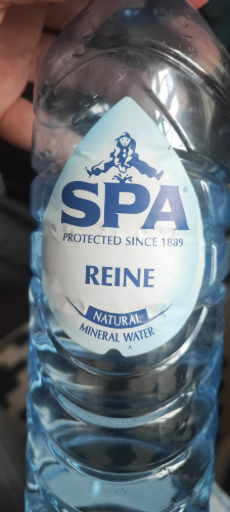 SPA®
PROTECTED SINCE 1889
REINE
NATURAL
MINERAL WATER